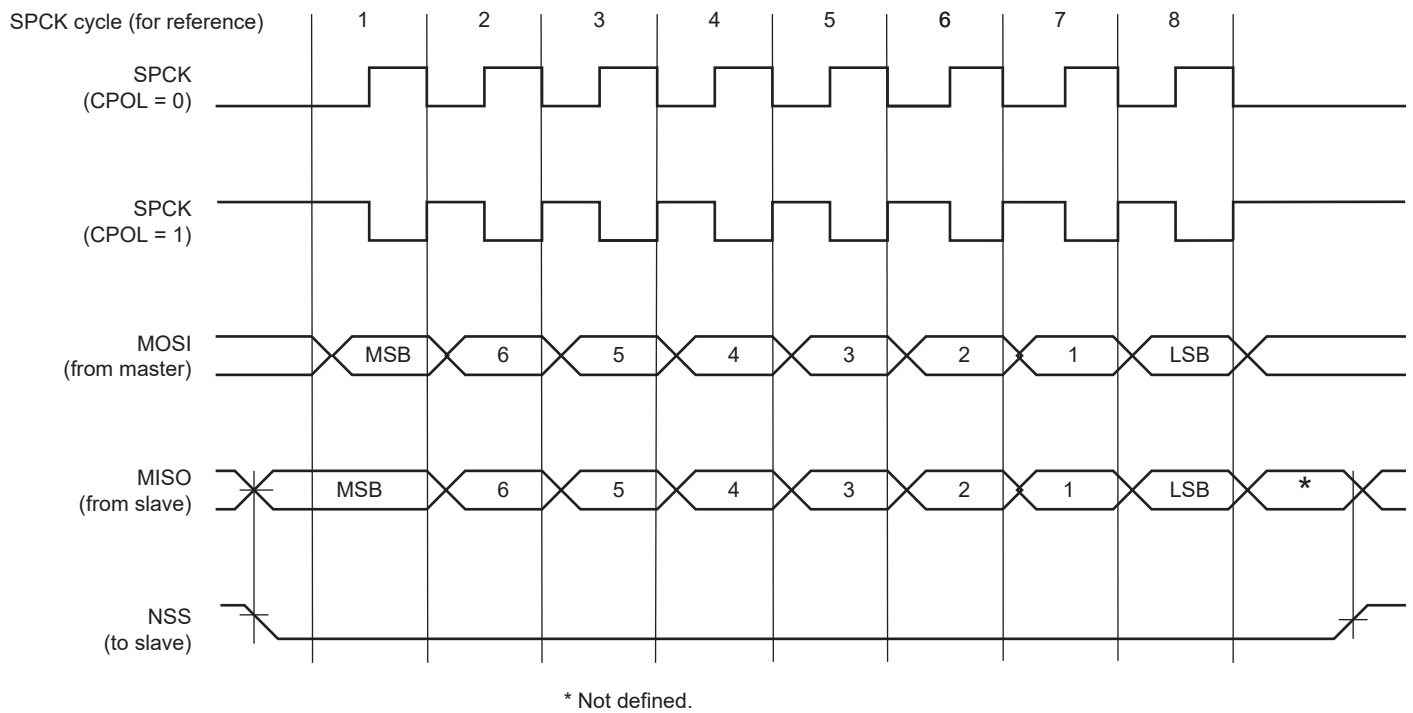 SPCK cycle (for reference) 1 2 3 4 5 6 7 8
SPCK
(CPOL = 0)
SPCK
(CPOL = 1)
MOSI
(from master)
MSB 6 5 4 3 2 1 LSB
MISO
(from slave)
MSB 6 5 4 3 2 1 LSB *
NSS
(to slave)
* Not defined.